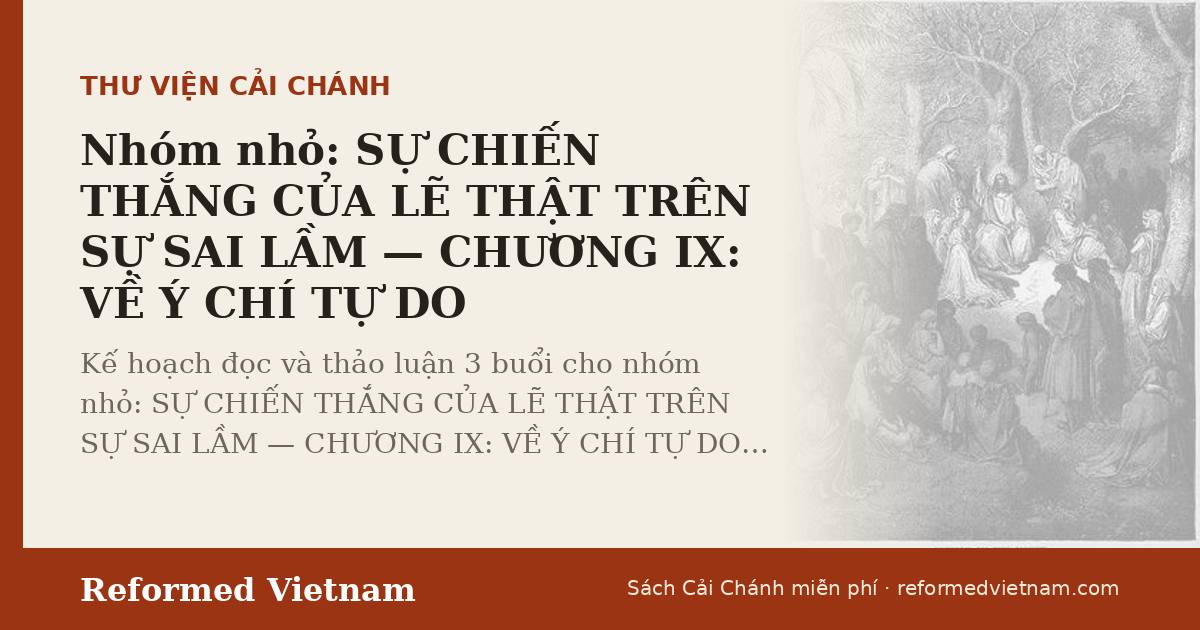 THƯ VIỆN CẢI CHÁNH
Nhóm nhỏ: SỰ CHIẾN
THẮNG CỦA LẼ THẬT TRÊN
SỰ SAI LẦM — CHƯƠNG IX:
VỀ Ý CHÍ TỰ DO
Kế hoạch đọc và thảo luận 3 buổi cho nhóm
nhỏ: SỰ CHIẾN THẮNG CỦA LẼ THẬT TRÊN
SỰ SAI LẦM — CHƯƠNG IX: VỀ Ý CHÍ TỰ DO…
Reformed Vietnam
Sách Cải Chánh miễn phí · reformedvietnam.com